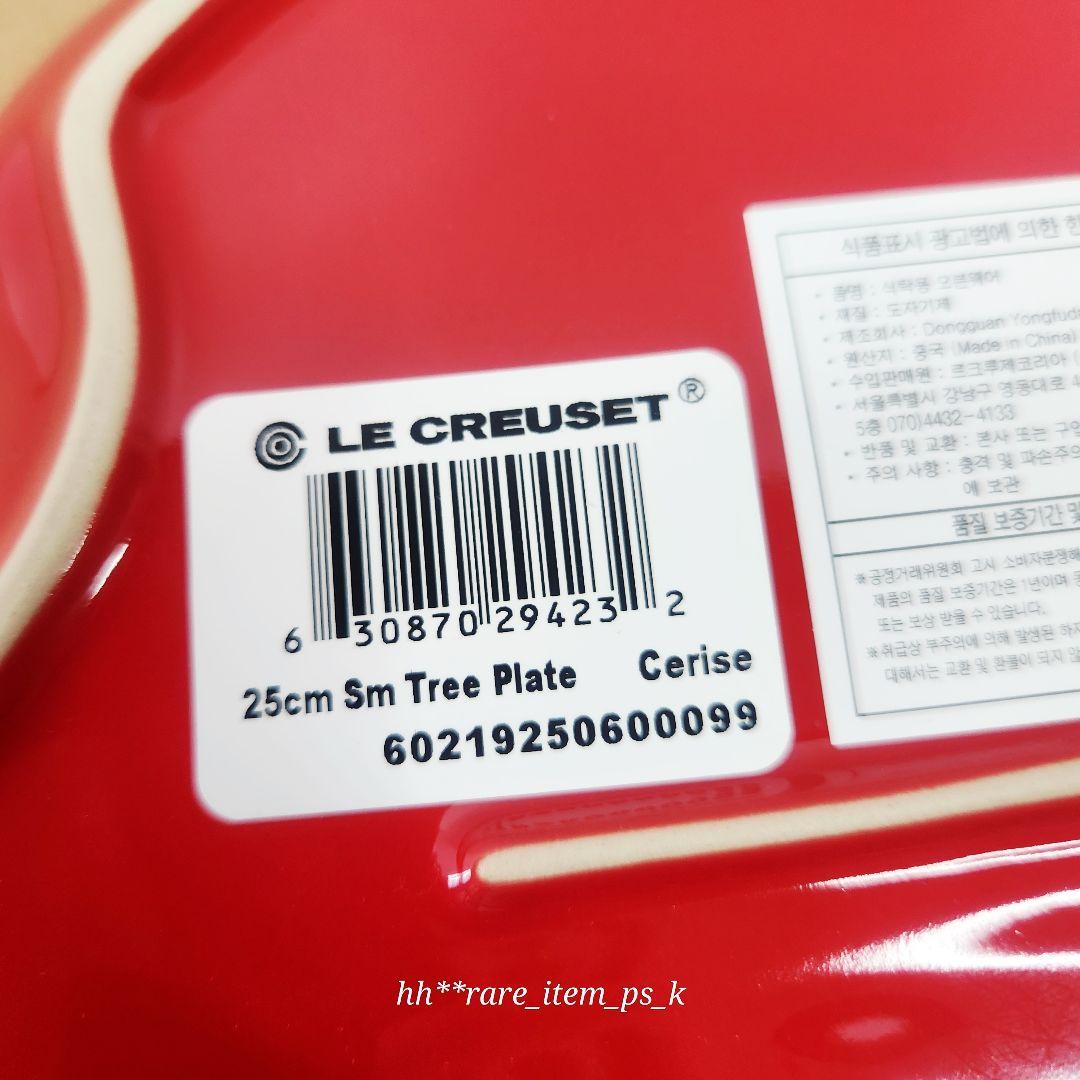 LE CREUSET®
6 30870 29423 2
25cm Sm Tree Plate Cerise
60219250600099
식품표시 광고법에 의한 한
• 품명 : 식탁용 오븐웨어
• 재질 : 도자기제
• 제조회사 : Dongguan Yongfuda
• 원산지 : 중국 (Made in China)
• 수입판매원 : 르크루제코리아 (
• 서울특별시 강남구 영동대로 4
5층 070)4432-4133
• 반품 및 교환 : 본사 또는 구입
• 주의 사항 : 충격 및 파손주의
에 보관
품질 보증기간 및
※공정거래위원회 고시 소비자분쟁해
제품의 품질 보증기간은 1년이며
또는 보상 받을 수 있습니다.
※취급상 부주의에 의해 발생된 하자
대해서는 교환 및 환불이 되지 않
hh**rare_item_ps_k